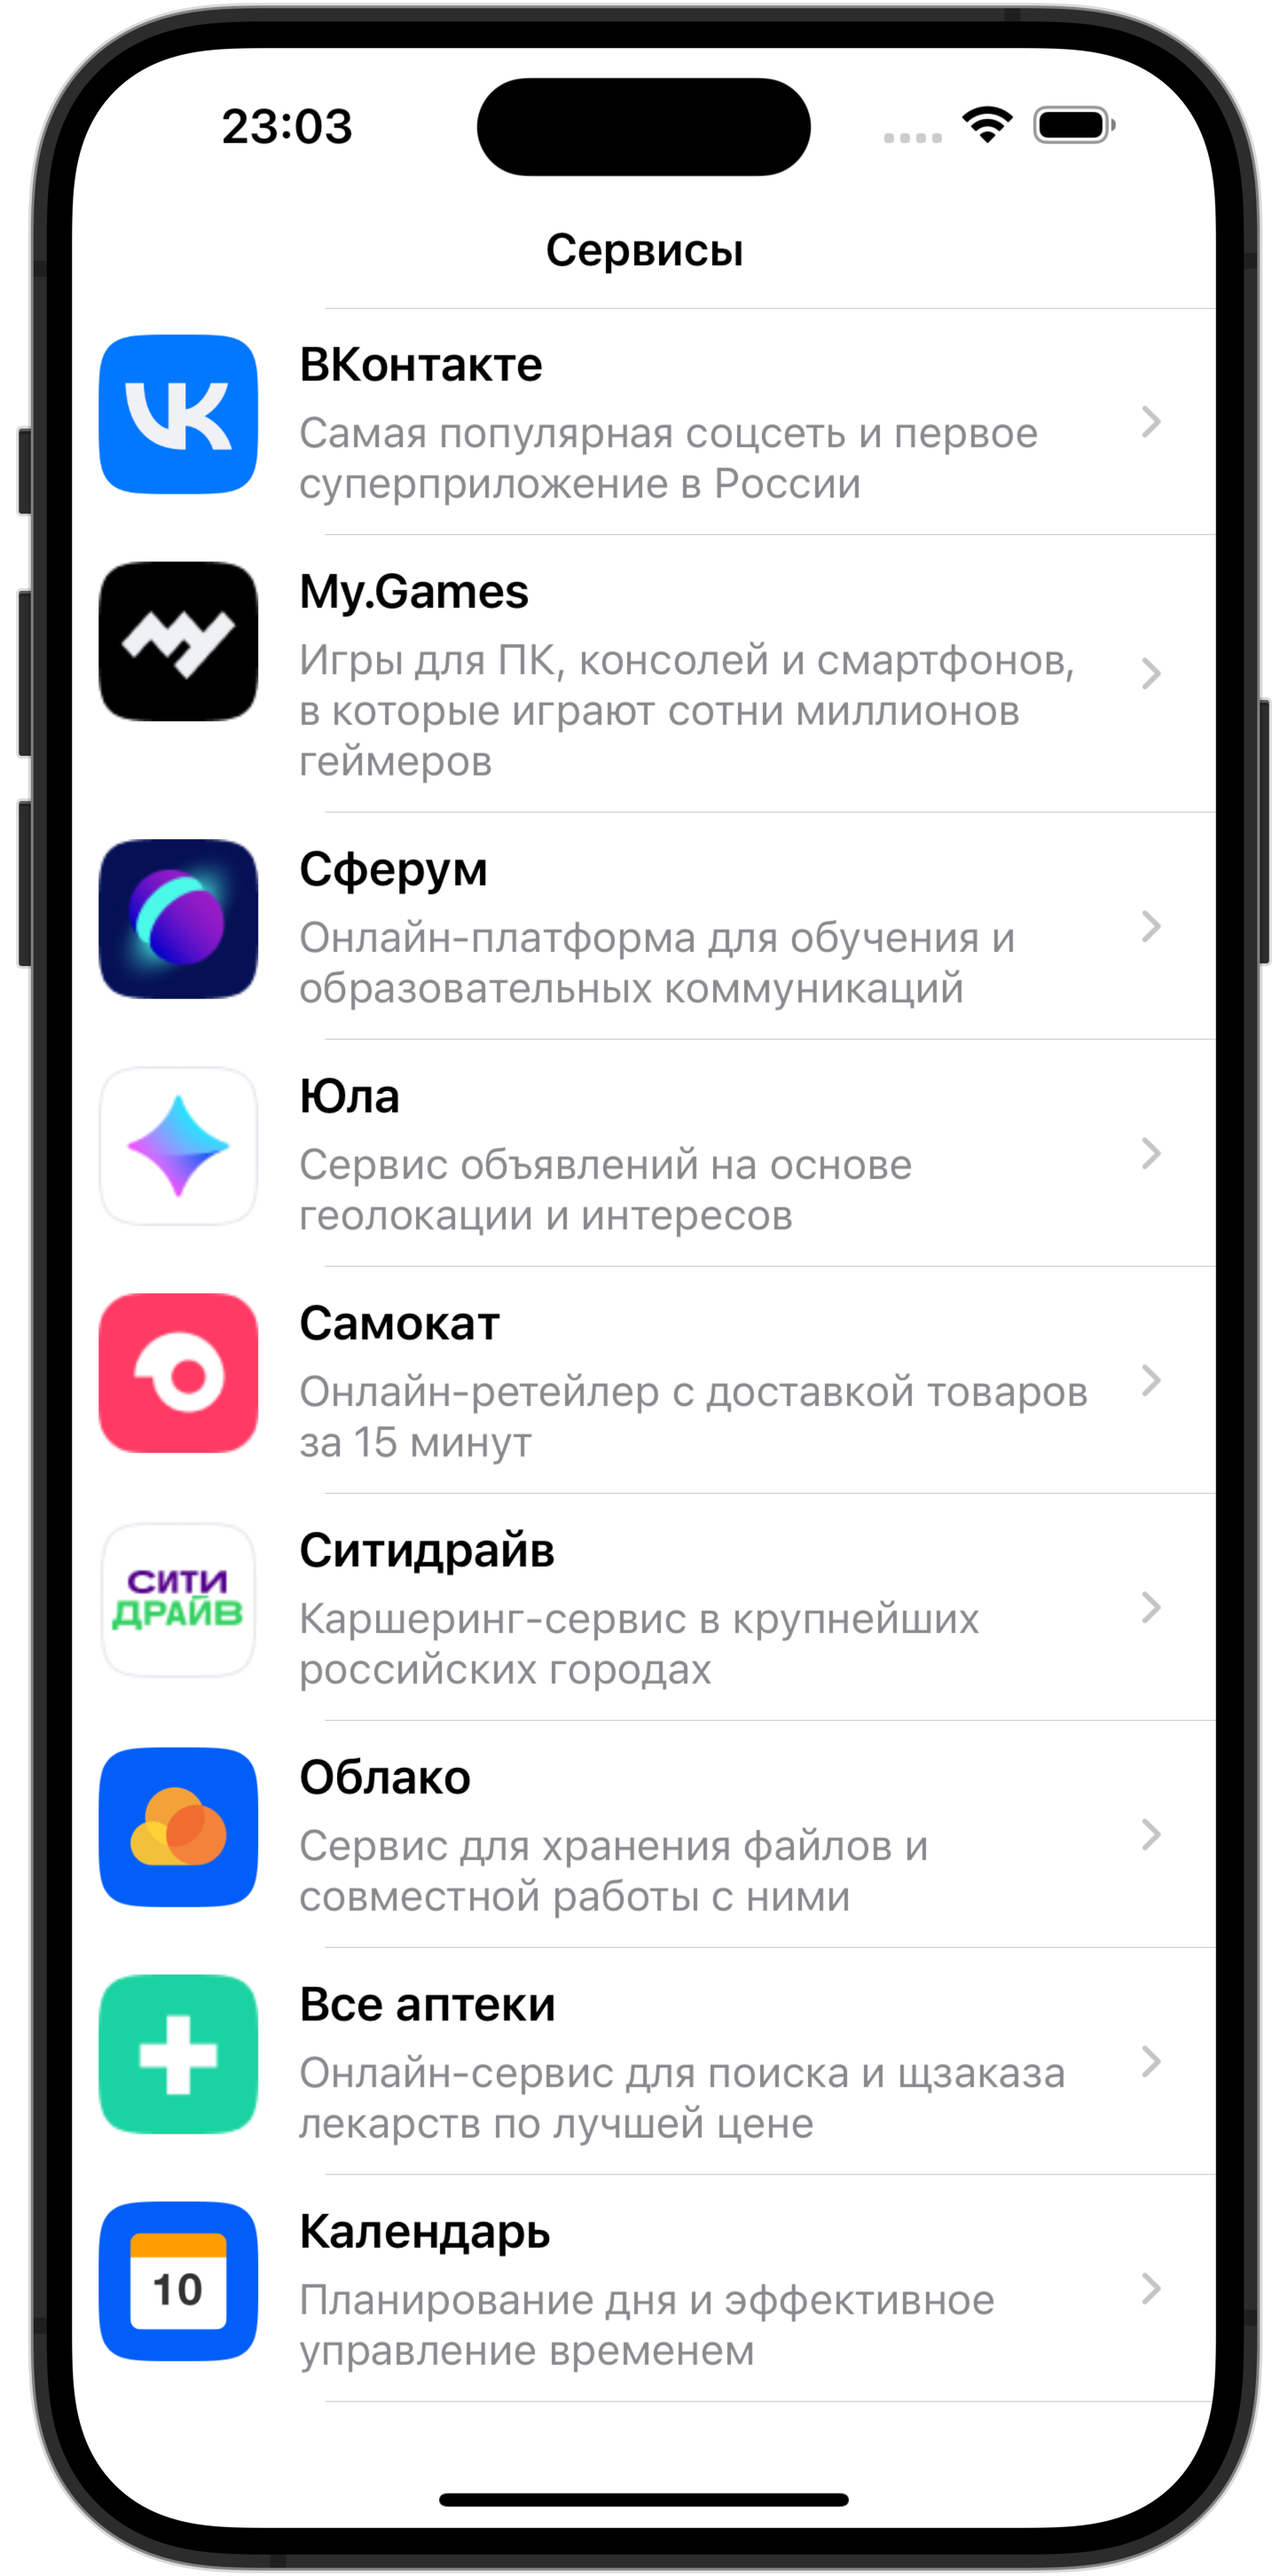 23:03
Сервисы
ВКонтакте
Самая популярная соцсеть и первое
суперприложение в России
My.Games
Игры для ПК, консолей и смартфонов,
в которые играют сотни миллионов
геймеров
Сферум
Онлайн-платформа для обучения и
образовательных коммуникаций
Юла
Сервис объявлений на основе
геолокации и интересов
Самокат
Онлайн-ретейлер с доставкой товаров
за 15 минут
СИТИ
ДРАЙВ
Ситидрайв
Каршеринг-сервис в крупнейших
российских городах
Облако
Сервис для хранения файлов и
совместной работы с ними
Все аптеки
Онлайн-сервис для поиска и щзаказа
лекарств по лучшей цене
10
Календарь
Планирование дня и эффективное
управление временем